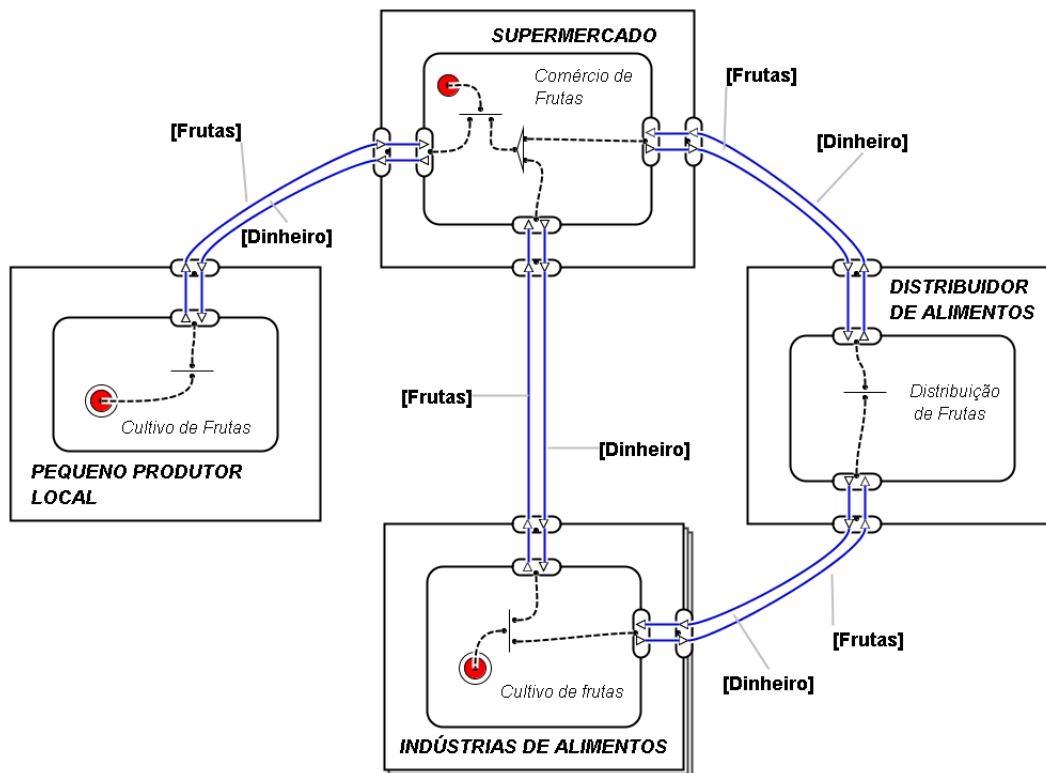 SUPERMERCADO
Comércio de
Frutas
[Frutas]
[Frutas]
[Dinheiro]
[Dinheiro]
DISTRIBUIDOR
DE ALIMENTOS
Cultivo de Frutas
PEQUENO PRODUTOR
LOCAL
[Frutas]
Distribuição
de Frutas
[Dinheiro]
[Frutas]
[Dinheiro]
Cultivo de frutas
INDÚSTRIAS DE ALIMENTOS